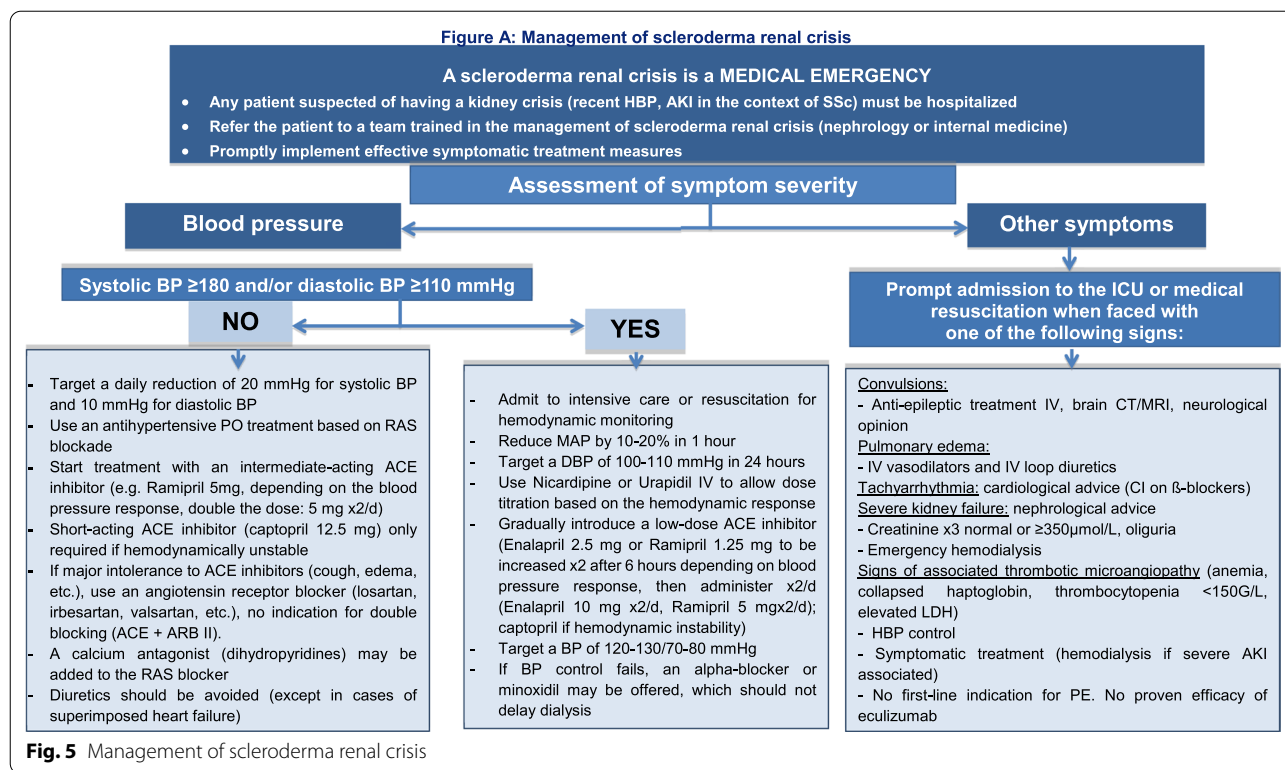 Figure A: Management of scleroderma renal crisis
A scleroderma renal crisis is a MEDICAL EMERGENCY
• Any patient suspected of having a kidney crisis (recent HBP, AKI in the context of SSc) must be hospitalized
• Refer the patient to a team trained in the management of scleroderma renal crisis (nephrology or internal medicine)
• Promptly implement effective symptomatic treatment measures
Assessment of symptom severity
Blood pressure
Other symptoms
Systolic BP ≥180 and/or diastolic BP ≥110 mmHg
NO
YES
- Target a daily reduction of 20 mmHg for systolic BP
and 10 mmHg for diastolic BP
- Use an antihypertensive PO treatment based on RAS
blockade
- Start treatment with an intermediate-acting ACE
inhibitor (e.g. Ramipril 5mg, depending on the blood
pressure response, double the dose: 5 mg x2/d)
- Short-acting ACE inhibitor (captopril 12.5 mg) only
required if hemodynamically unstable
- If major intolerance to ACE inhibitors (cough, edema,
etc.), use an angiotensin receptor blocker (losartan,
irbesartan, valsartan, etc.), no indication for double
blocking (ACE + ARB II).
- A calcium antagonist (dihydropyridines) may be
added to the RAS blocker
- Diuretics should be avoided (except in cases of
superimposed heart failure)
- Admit to intensive care or resuscitation for
hemodynamic monitoring
- Reduce MAP by 10-20% in 1 hour
- Target a DBP of 100-110 mmHg in 24 hours
- Use Nicardipine or Urapidil IV to allow dose
titration based on the hemodynamic response
- Gradually introduce a low-dose ACE inhibitor
(Enalapril 2.5 mg or Ramipril 1.25 mg to be
increased x2 after 6 hours depending on blood
pressure response, then administer x2/d
(Enalapril 10 mg x2/d, Ramipril 5 mgx2/d);
captopril if hemodynamic instability)
- Target a BP of 120-130/70-80 mmHg
- If BP control fails, an alpha-blocker or
minoxidil may be offered, which should not
delay dialysis
Prompt admission to the ICU or medical
resuscitation when faced with
one of the following signs:
Convulsions:
- Anti-epileptic treatment IV, brain CT/MRI, neurological
opinion
Pulmonary edema:
- IV vasodilators and IV loop diuretics
Tachyarrhythmia: cardiological advice (CI on ß-blockers)
Severe kidney failure: nephrological advice
- Creatinine x3 normal or ≥350µmol/L, oliguria
- Emergency hemodialysis
Signs of associated thrombotic microangiopathy (anemia,
collapsed haptoglobin, thrombocytopenia <150G/L,
elevated LDH)
- HBP control
- Symptomatic treatment (hemodialysis if severe AKI
associated)
- No first-line indication for PE. No proven efficacy of
eculizumab
Fig. 5 Management of scleroderma renal crisis